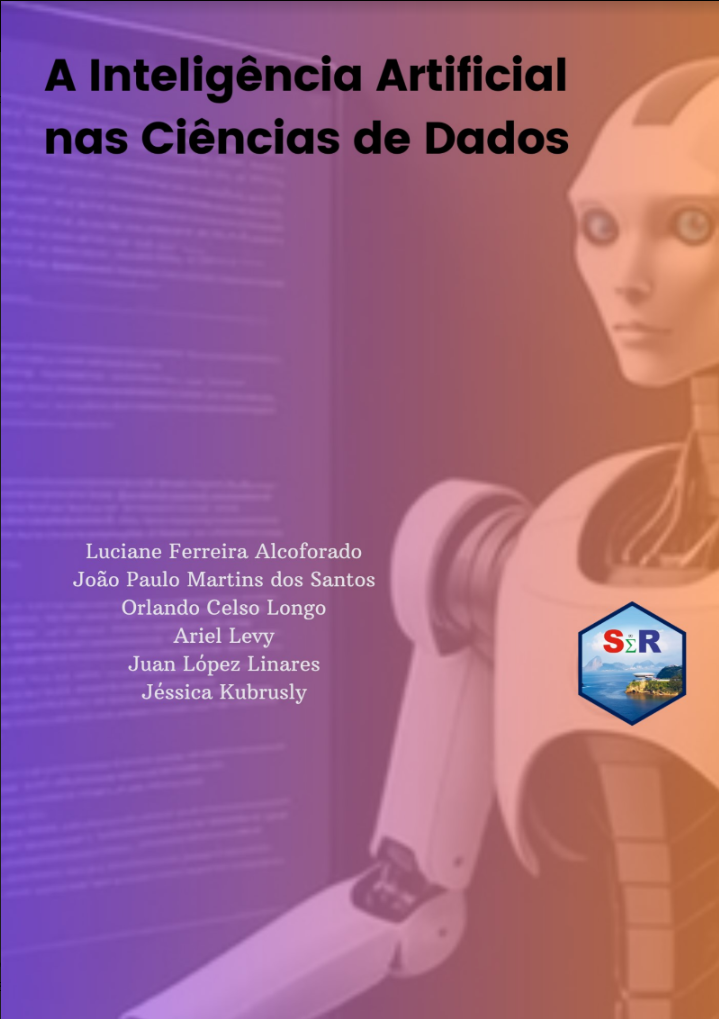 A Inteligência Artificial
nas Ciências de Dados
Luciane Ferreira Alcoforado
João Paulo Martins dos Santos
Orlando Celso Longo
Ariel Levy
Juan López Linares
Jéssica Kubrusly
SΣR